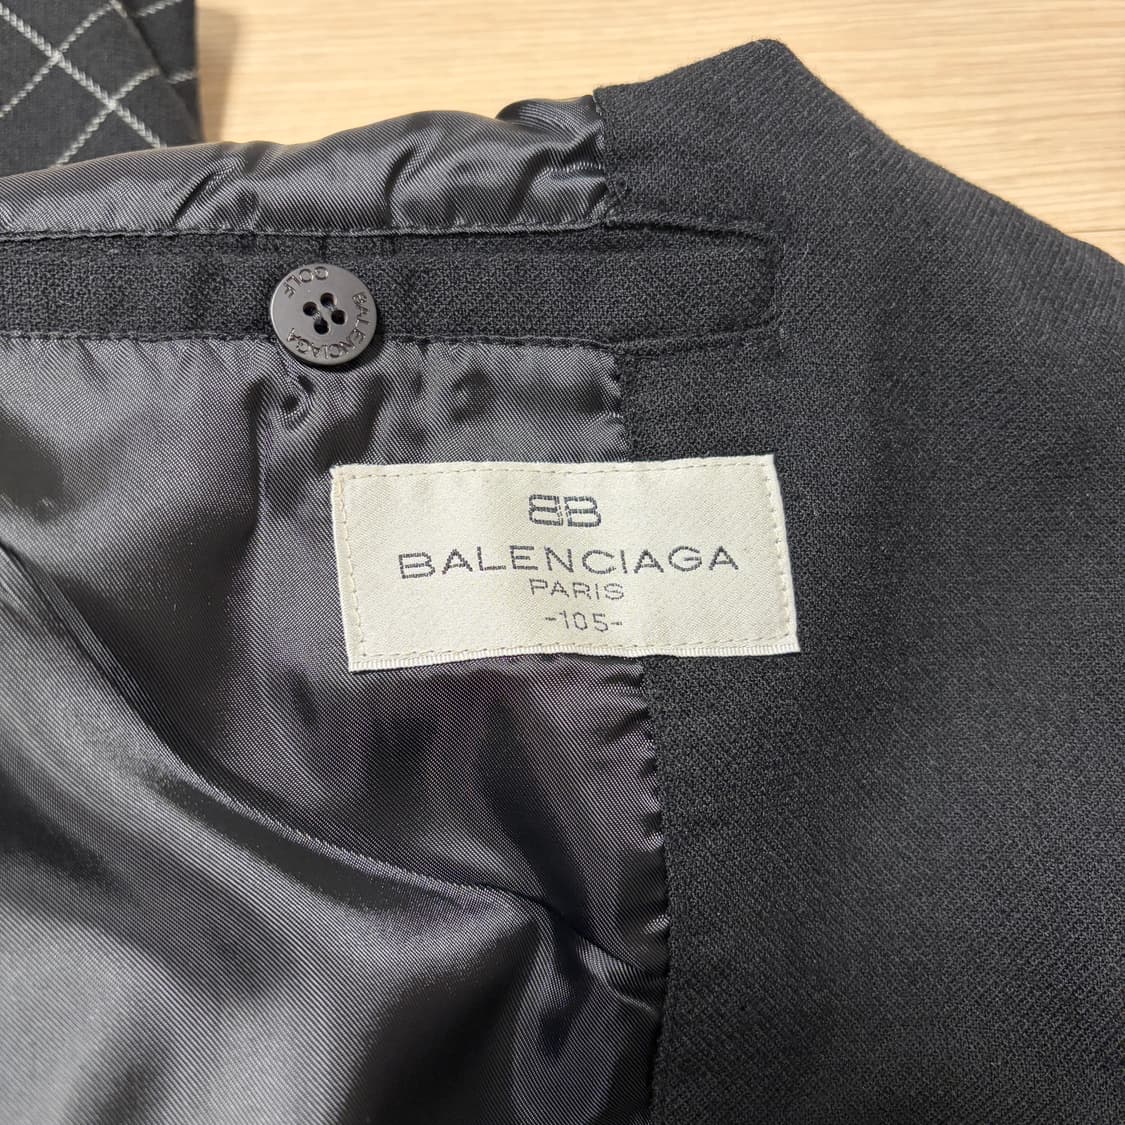 BALENCIAGA
GOLF
BB
BALENCIAGA
PARIS
-105-